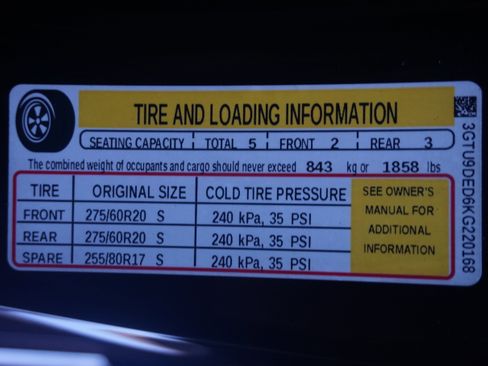 TIRE AND LOADING INFORMATION
SEATING CAPACITY TOTAL 5 FRONT 2 REAR 3
The combined weight of occupants and cargo should never exceed 843 kg or 1858 lbs
TIRE ORIGINAL SIZE COLD TIRE PRESSURE
FRONT 275/60R20 S 240 kPa, 35 PSI
REAR 275/60R20 S 240 kPa, 35 PSI
SPARE 255/80R17 S 240 kPa, 35 PSI
SEE OWNER'S
MANUAL FOR
ADDITIONAL
INFORMATION
3GTU9DED6KG220168